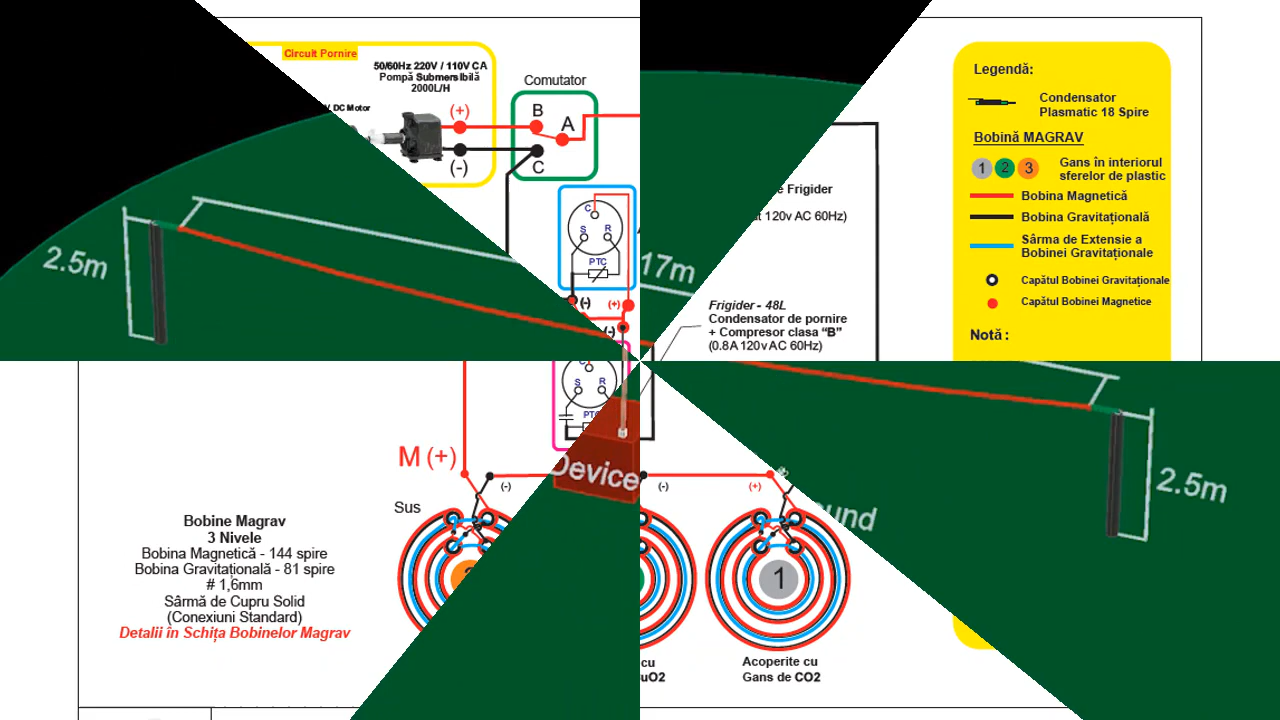 Circuit Pornire
50/60Hz 220V / 110V CA
Pompă Submersibilă
2000L/H
DC Motor
(+)
(-)
Comutator
B
A
C
C
S
R
PTC
(-)
(+)
(-)
Frigider
120v AC 60Hz)
2.5m
17m
Frigider - 48L
Condensator de pornire
+ Compresor clasa “B”
(0.8A 120v AC 60Hz)
Legendă:
Condensator
Plasmatic 18 Spire
Bobină MAGRAV
1 2 3
Gans în interiorul
sferelor de plastic
Bobina Magnetică
Bobina Gravitațională
Sârma de Extensie a
Bobinei Gravitaționale
Capătul Bobinei Gravitaționale
Capătul Bobinei Magnetice
Notă :
C
S
R
M (+)
(-)
Device
(-)
(+)
2.5m
Sus
1
Bobine Magrav
3 Nivele
Bobina Magnetică - 144 spire
Bobina Gravitațională - 81 spire
# 1,6mm
Sârmă de Cupru Solid
(Conexiuni Standard)
Detalii în Schița Bobinelor Magrav
cu
Acoperite cu
Gans de CO2